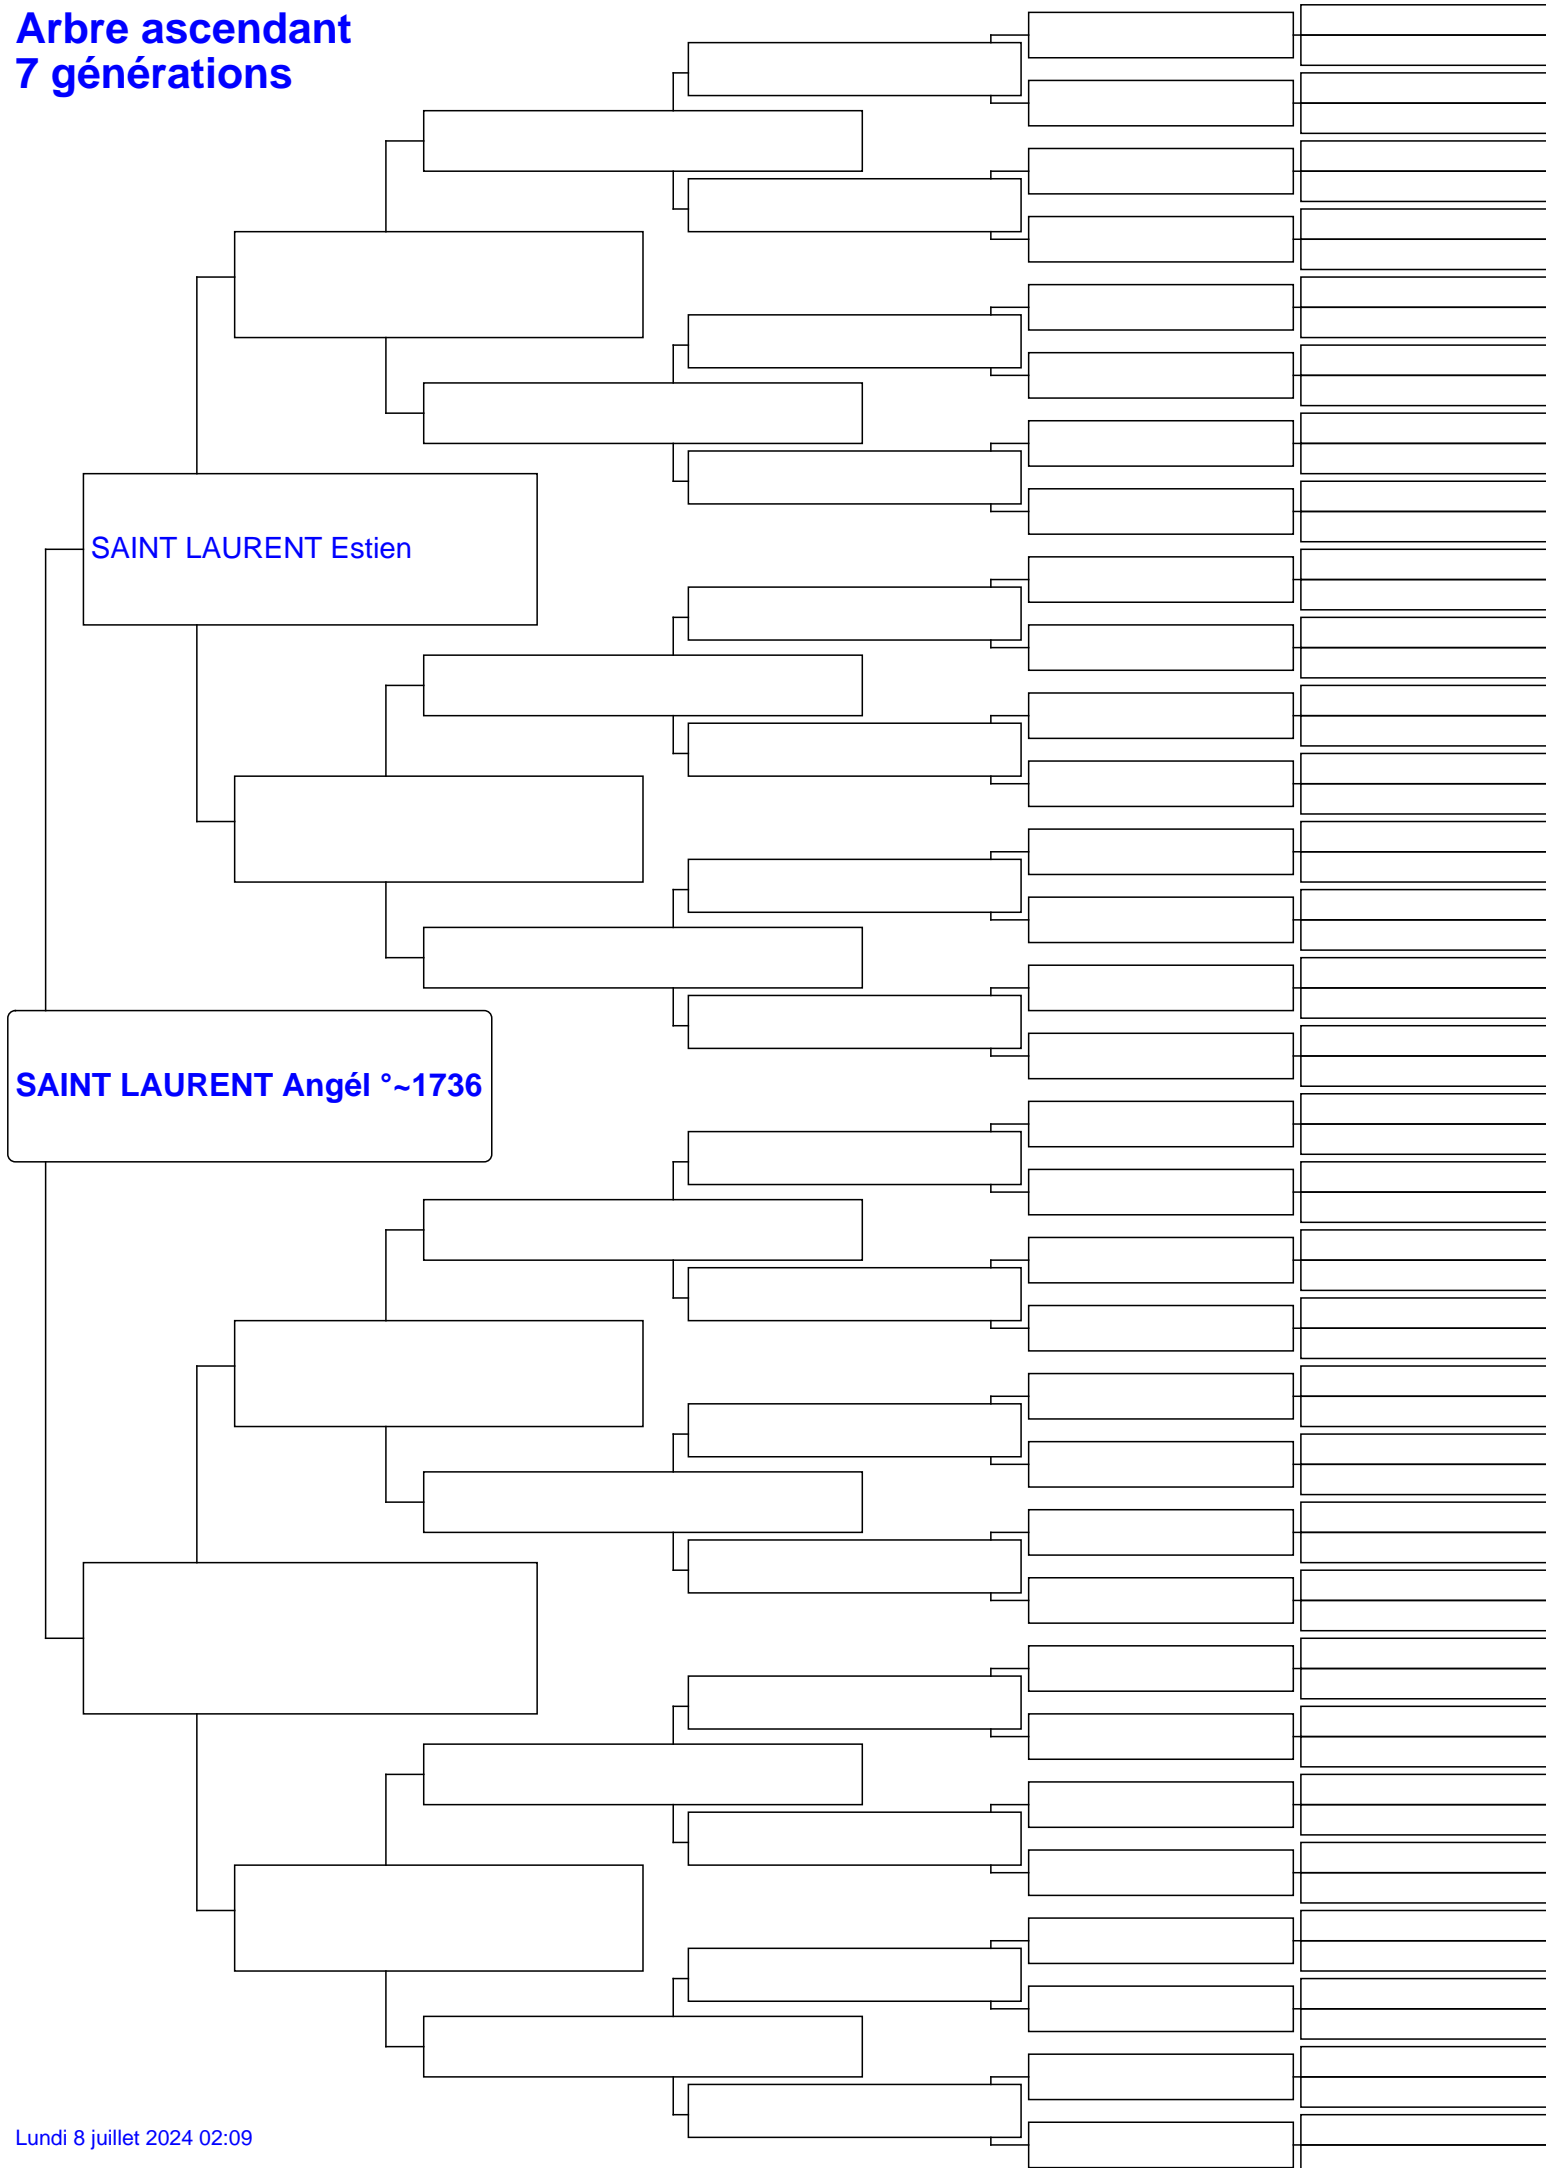 Arbre ascendant
7 générations
SAINT LAURENT Estien
SAINT LAURENT Angél °~1736
Lundi 8 juillet 2024 02:09